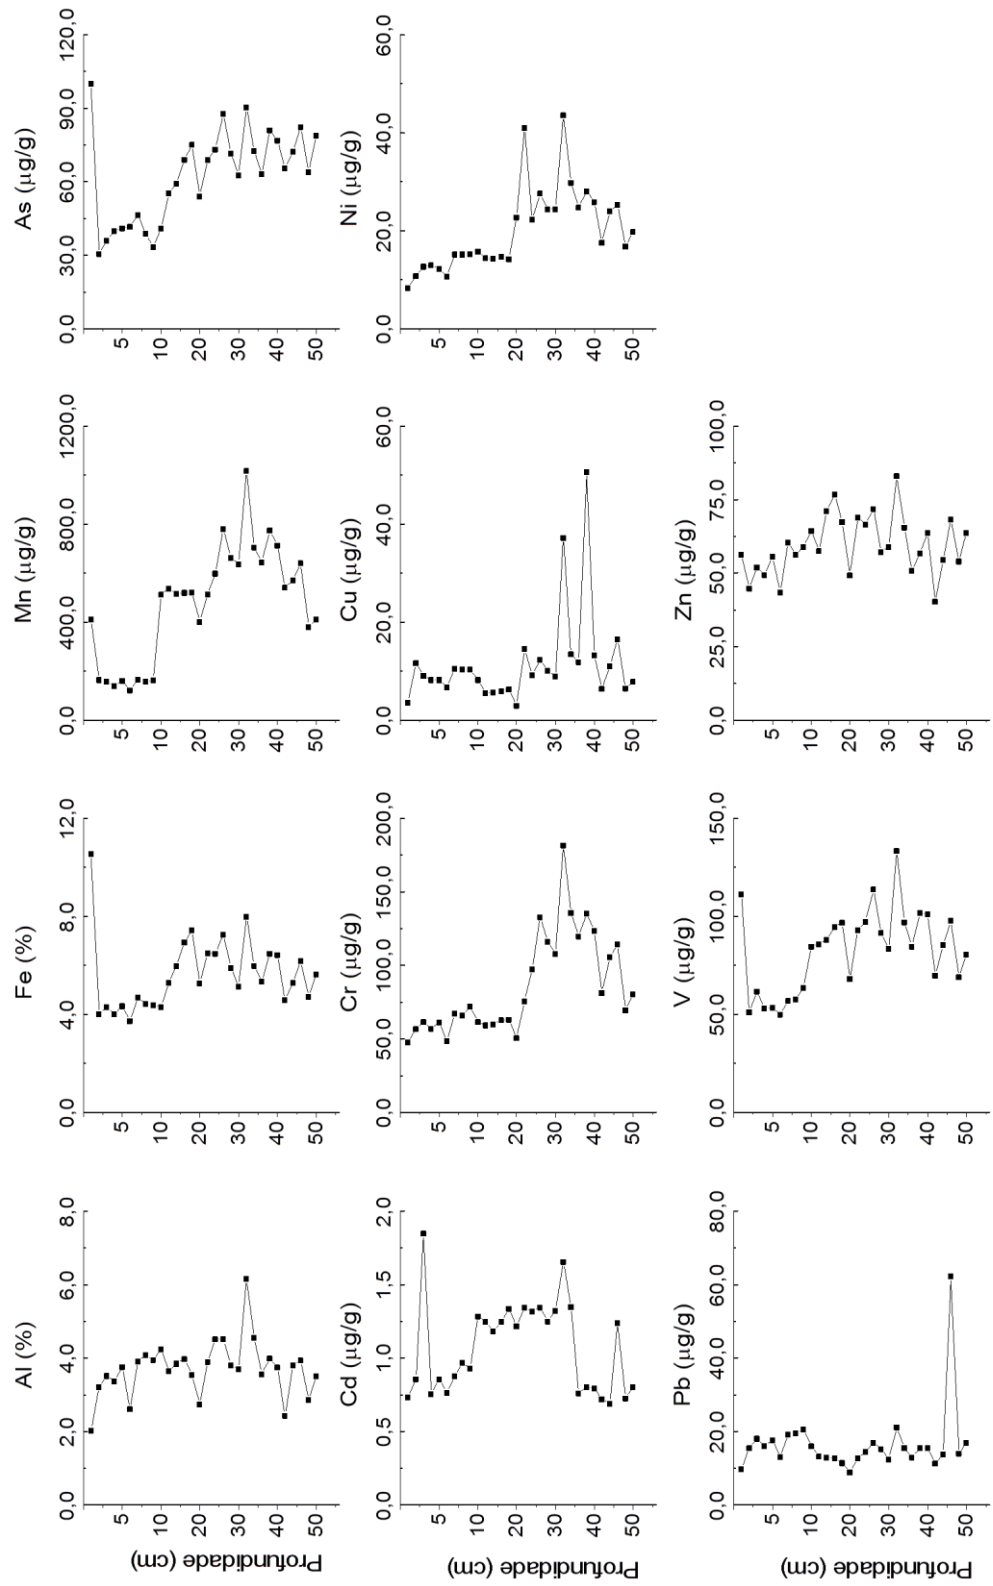 Al (%)
0,0 2,0 4,0 6,0 8,0
5
10
20
30
40
50
Profundidade (cm)
Fe (%)
0,0 4,0 8,0 12,0
5
10
20
30
40
50
Mn (µg/g)
0,0 400,0 800,0 1200,0
5
10
20
30
40
50
As (µg/g)
0,0 30,0 60,0 90,0 120,0
5
10
20
30
40
50
Cd (µg/g)
0,0 0,5 1,0 1,5 2,0
5
10
20
30
40
50
Profundidade (cm)
Cr (µg/g)
0,0 50,0 100,0 150,0 200,0
5
10
20
30
40
50
Cu (µg/g)
0,0 20,0 40,0 60,0
5
10
20
30
40
50
Ni (µg/g)
0,0 20,0 40,0 60,0
5
10
20
30
40
50
Pb (µg/g)
0,0 20,0 40,0 60,0 80,0
5
10
20
30
40
50
Profundidade (cm)
V (µg/g)
0,0 50,0 100,0 150,0
5
10
20
30
40
50
Zn (µg/g)
0,0 25,0 50,0 75,0 100,0
5
10
20
30
40
50